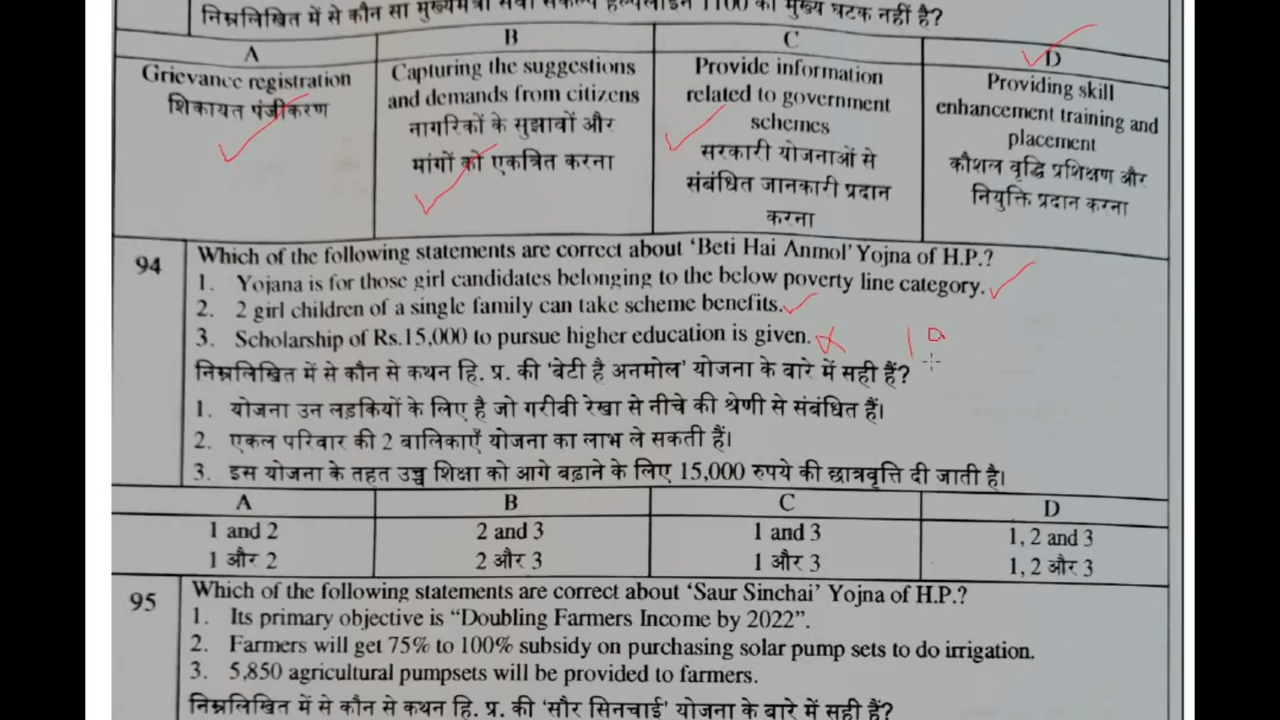 निम्नलिखित में से कौन सा मुख्यमंत्री सेवा संकल्प हेल्पलाइन 1100 का मुख्य घटक नहीं है?
A
B
C
D
Grievance registration
शिकायत पंजीकरण
Capturing the suggestions
and demands from citizens
नागरिकों के सुझावों और
मांगों को एकत्रित करना
Provide information
related to government
schemes
सरकारी योजनाओं से
संबंधित जानकारी प्रदान
करना
Providing skill
enhancement training and
placement
कौशल वृद्धि प्रशिक्षण और
नियुक्ति प्रदान करना
94
Which of the following statements are correct about ‘Beti Hai Anmol’ Yojna of H.P.?
1. Yojana is for those girl candidates belonging to the below poverty line category.
2. 2 girl children of a single family can take scheme benefits.
3. Scholarship of Rs.15,000 to pursue higher education is given.
निम्नलिखित में से कौन से कथन हि. प्र. की ‘बेटी है अनमोल’ योजना के बारे में सही हैं?
1. योजना उन लड़कियों के लिए है जो गरीबी रेखा से नीचे की श्रेणी से संबंधित हैं।
2. एकल परिवार की 2 बालिकाएँ योजना का लाभ ले सकती हैं।
3. इस योजना के तहत उच्च शिक्षा को आगे बढ़ाने के लिए 15,000 रुपये की छात्रवृत्ति दी जाती है।
A
B
C
D
1 and 2
2 and 3
1 and 3
1, 2 and 3
1 और 2
2 और 3
1 और 3
1, 2 और 3
95
Which of the following statements are correct about ‘Saur Sinchai’ Yojna of H.P.?
1. Its primary objective is “Doubling Farmers Income by 2022”.
2. Farmers will get 75% to 100% subsidy on purchasing solar pump sets to do irrigation.
3. 5,850 agricultural pumpsets will be provided to farmers.
निम्नलिखित में से कौन से कथन हि. प्र. की ‘सौर सिनचाई’ योजना के बारे में सही हैं?